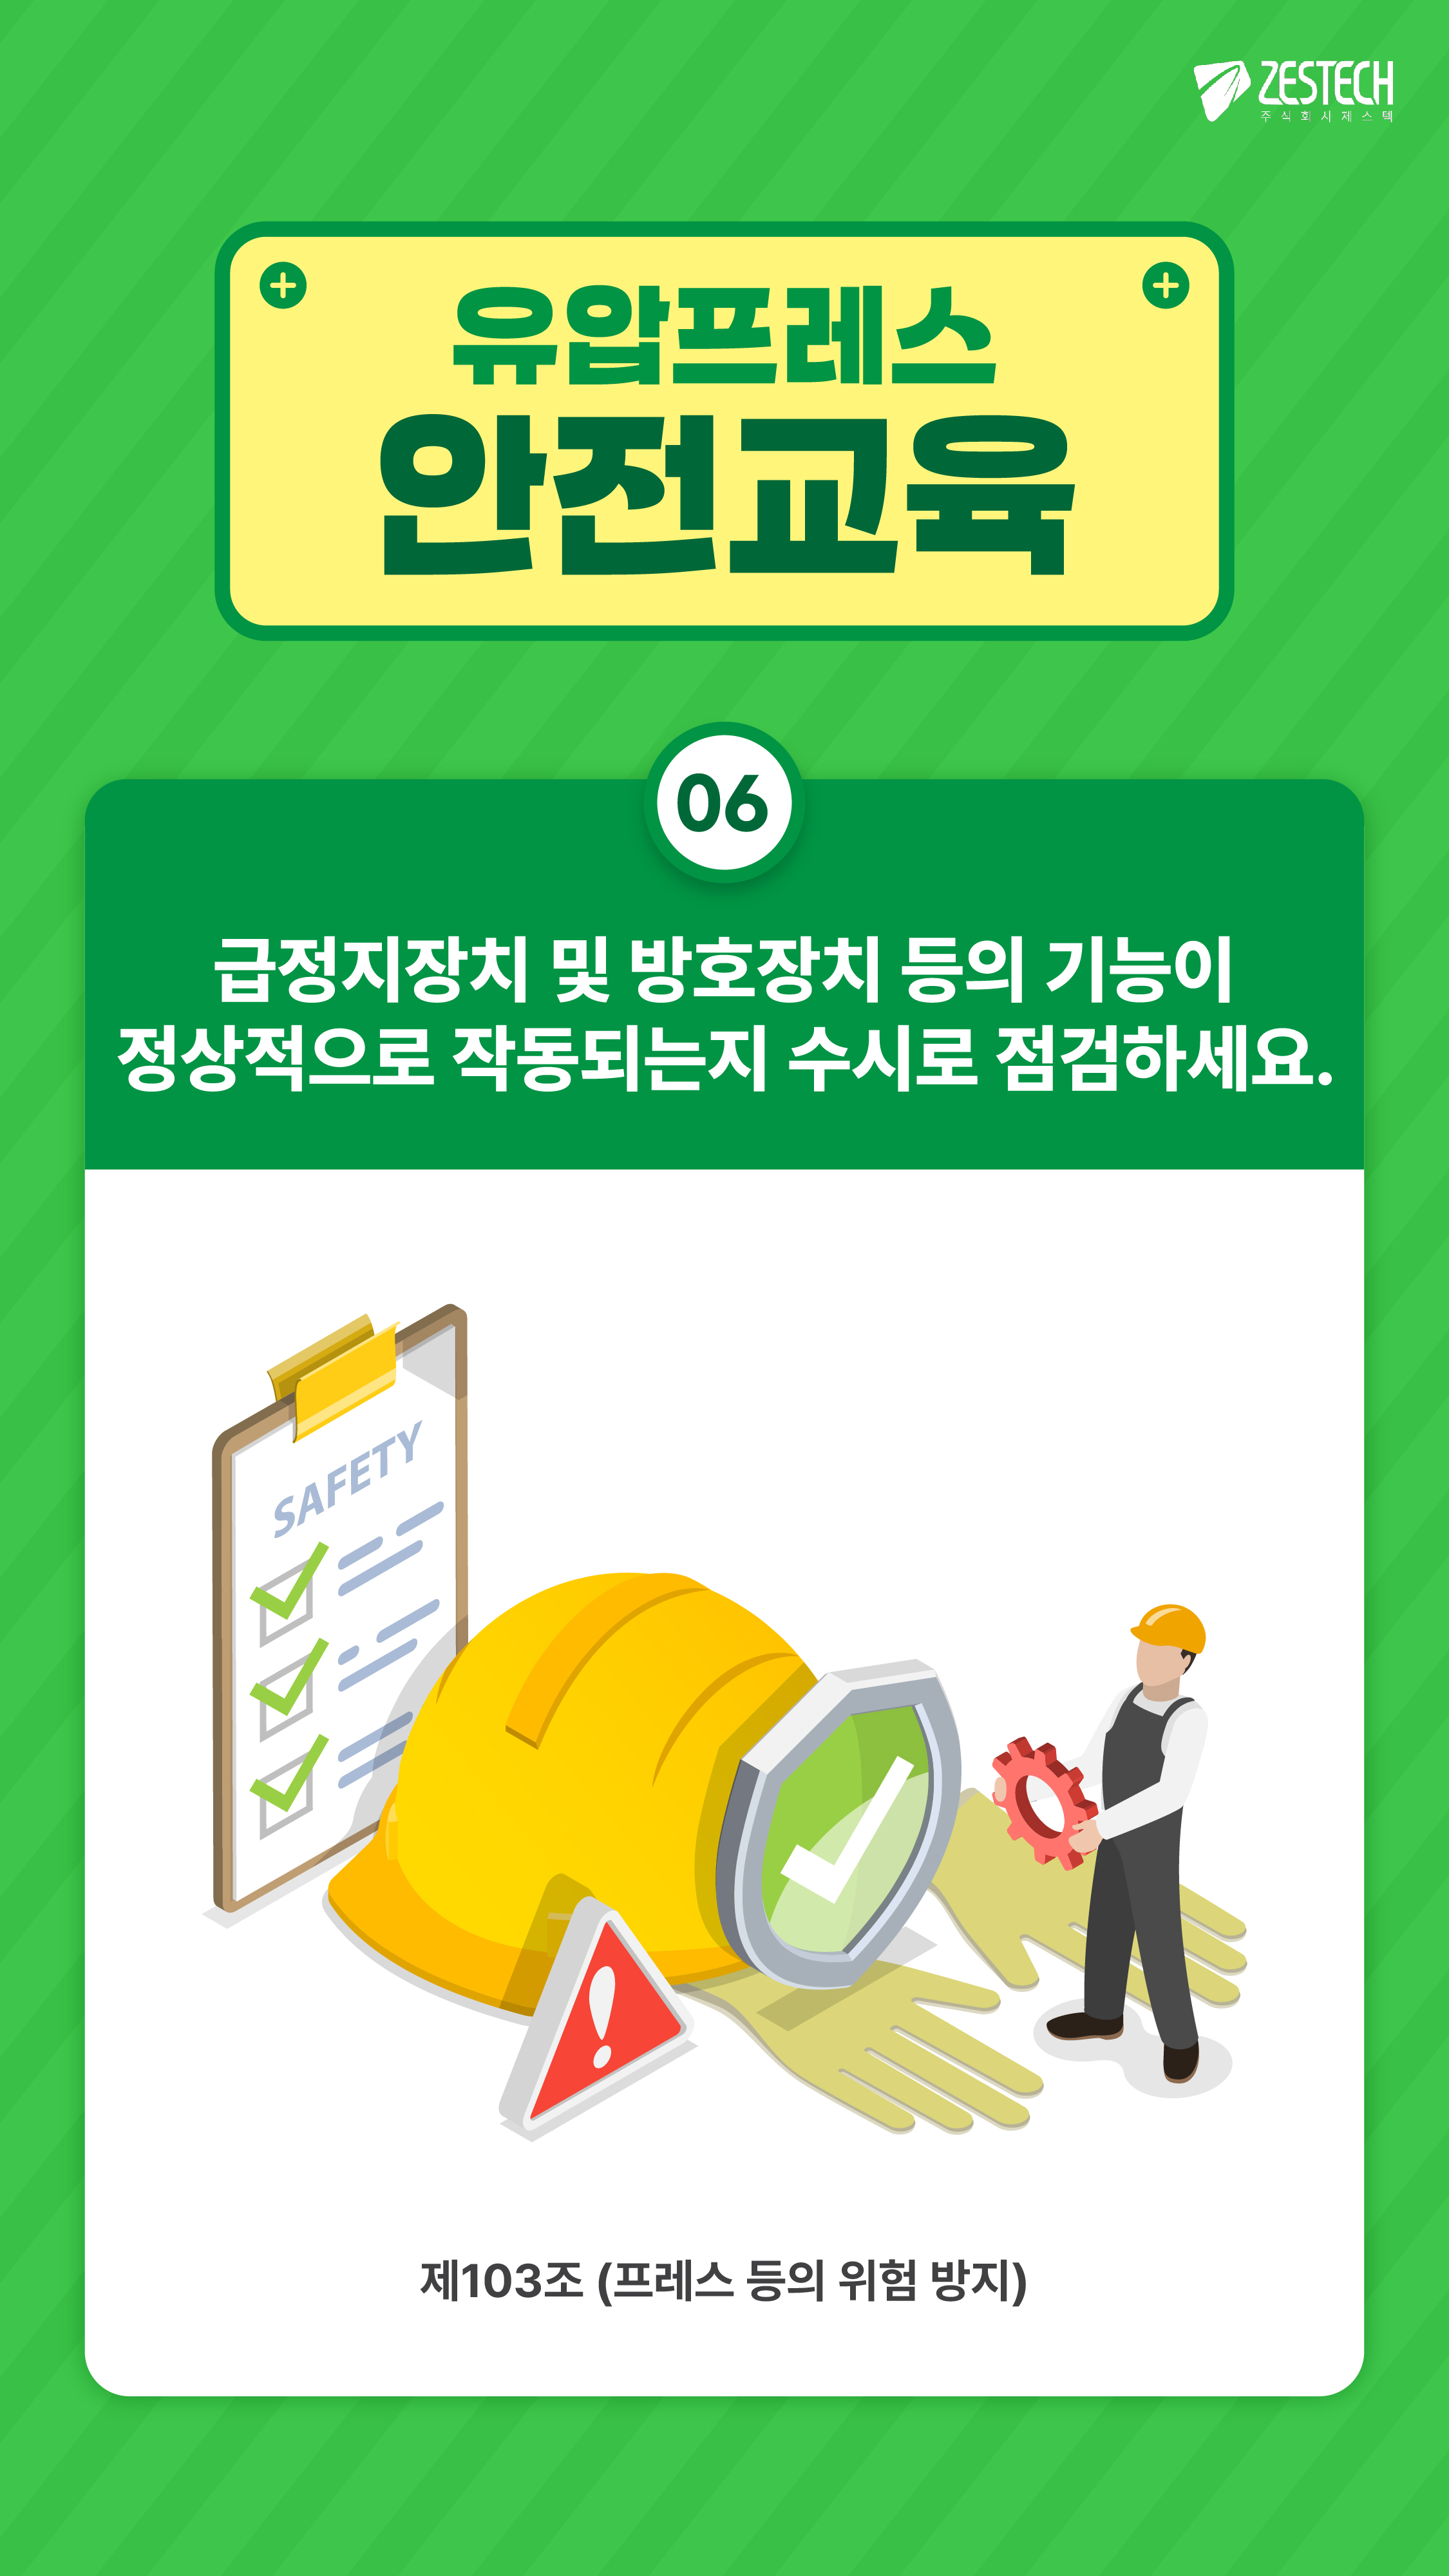 ZESTECH
주식회사제스텍
유압프레스
안전교육
06
급정지장치 및 방호장치 등의 기능이
정상적으로 작동되는지 수시로 점검하세요.
SAFETY
제103조 (프레스 등의 위험 방지)